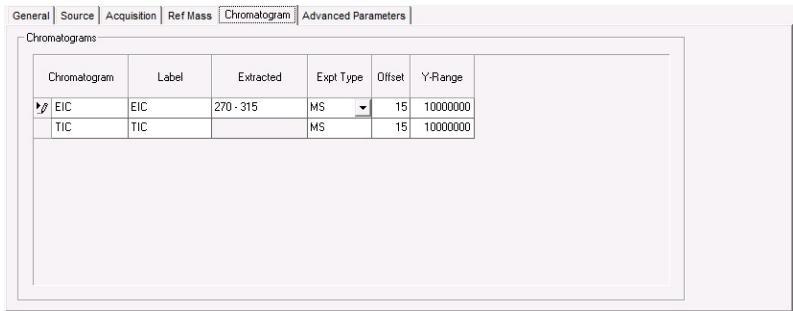 General Source Acquisition Ref Mass Chromatogram Advanced Parameters
Chromatograms
Chromatogram Label Extracted Expt Type Offset Y-Range
EIC EIC 270 - 315 MS 15 10000000
TIC TIC MS 15 10000000